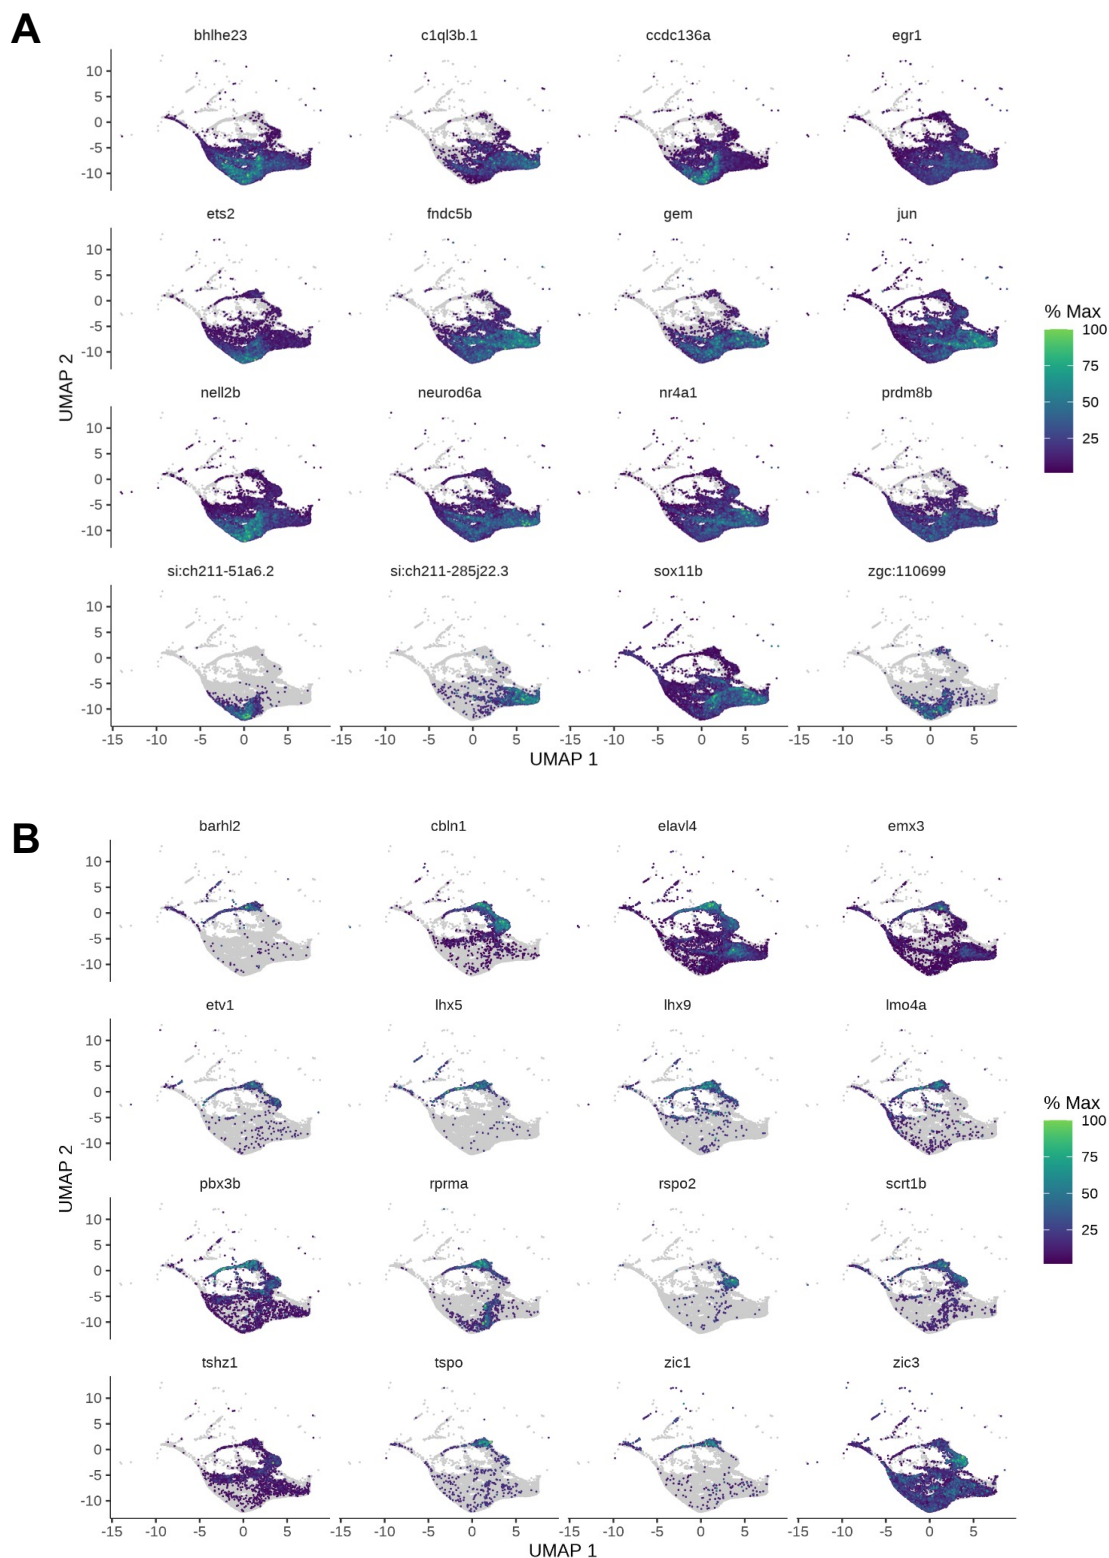 A
bhlhe23 c1ql3b.1 ccdc136a egr1
10
5
0
-5
-10
ets2 fndc5b gem jun
10
5
0
-5
-10
nell2b neurod6a nr4a1 prdm8b
10
5
0
-5
-10
si:ch211-51a6.2 si:ch211-285j22.3 sox11b zgc:110699
10
5
0
-5
-10
-15 -10 -5 0 5 -15 -10 -5 0 5 -15 -10 -5 0 5 -15 -10 -5 0 5
UMAP 1
UMAP 2
% Max
100
75
50
25
B
barhl2 cbln1 elavl4 emx3
10
5
0
-5
-10
etv1 lhx5 lhx9 lmo4a
10
5
0
-5
-10
pbx3b rprma rspo2 scrt1b
10
5
0
-5
-10
tshz1 tspo zic1 zic3
10
5
0
-5
-10
-15 -10 -5 0 5 -15 -10 -5 0 5 -15 -10 -5 0 5 -15 -10 -5 0 5
UMAP 1
UMAP 2
% Max
100
75
50
25